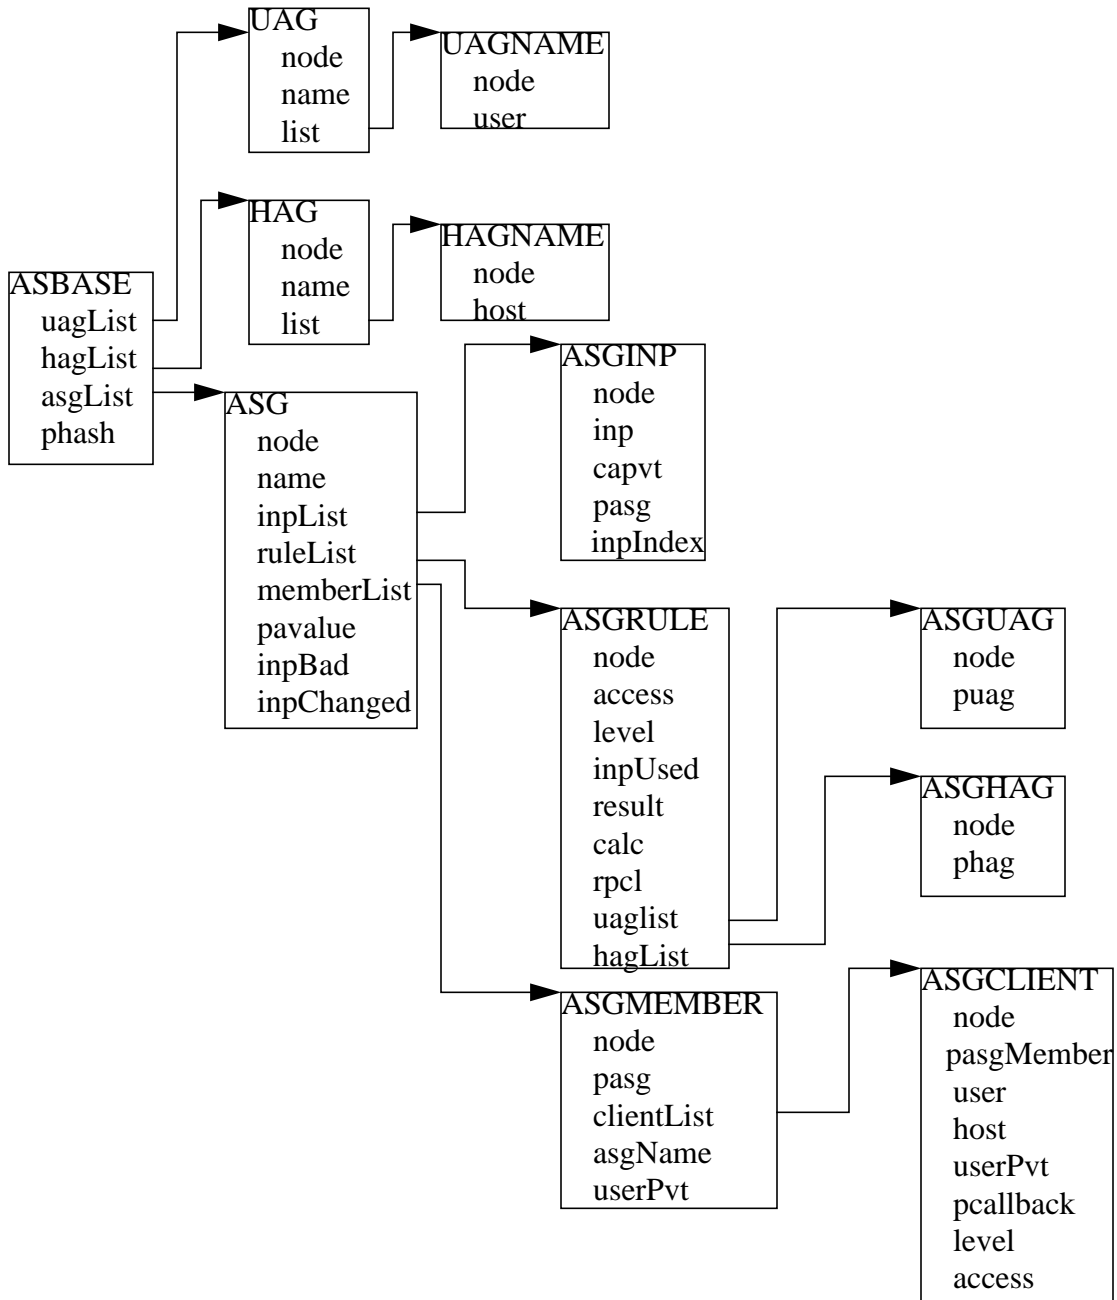 UAG
node
name
list
UAGNAME
node
user
HAG
node
name
list
HAGNAME
node
host
ASBASE
uagList
hagList
asgList
phash
ASG
node
name
inpList
ruleList
memberList
pavalue
inpBad
inpChanged
ASGINP
node
inp
capvt
pasg
inpIndex
ASGRULE
node
access
level
inpUsed
result
calc
rpcl
uaglist
hagList
ASGUAG
node
puag
ASGHAG
node
phag
ASGMEMBER
node
pasg
clientList
asgName
userPvt
ASGCLIENT
node
pasgMember
user
host
userPvt
pcallback
level
access